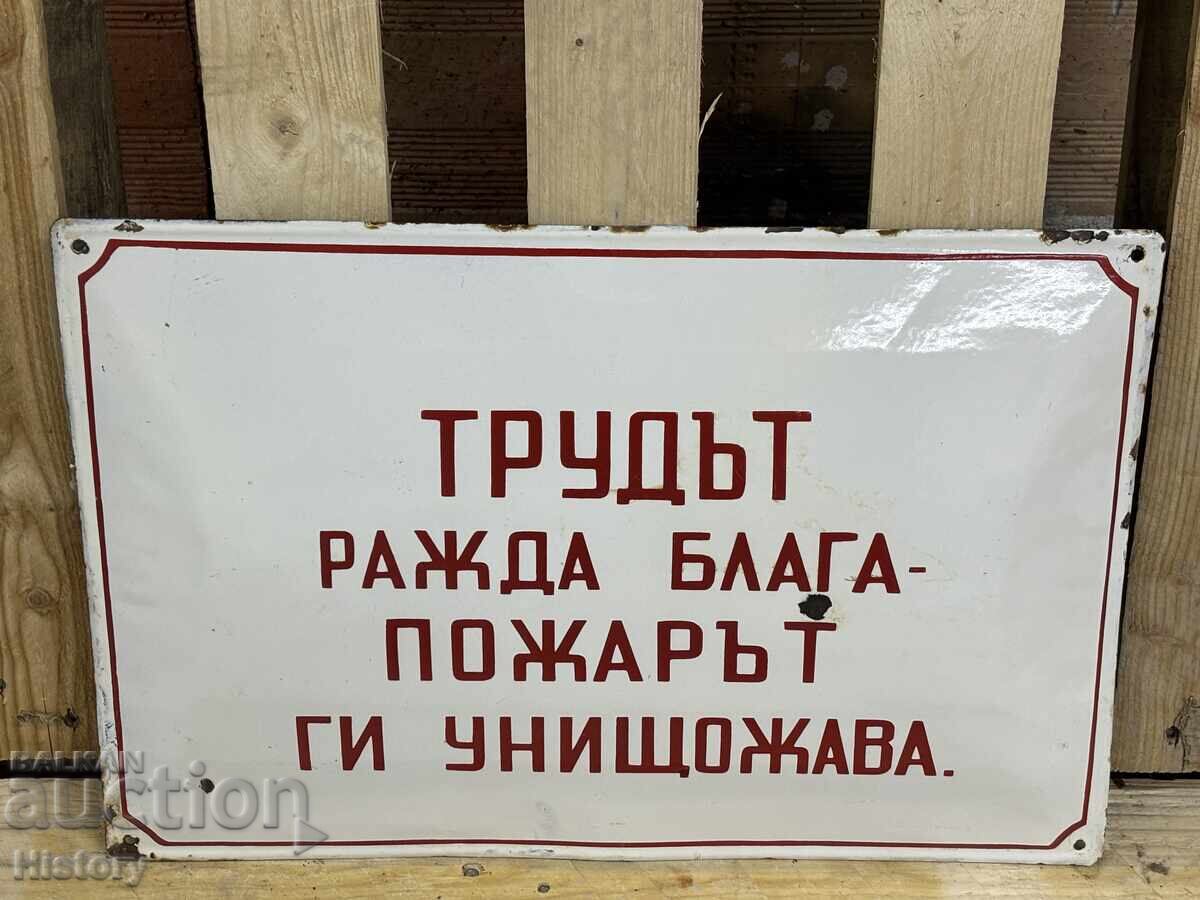 ТРУДЪТ
РАЖДА БЛАГА-
ПОЖАРЪТ
ГИ УНИЩОЖАВА.
BALKAN
auction
History